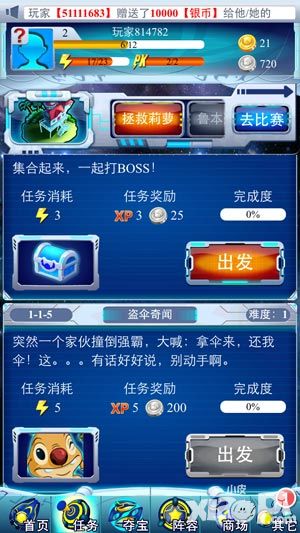 玩家【51111683】赠送了10000【银币】给他/她的
2 玩家814782
6/12
21
17/23 PK 2/2
720
拯救莉萝 鲁本 去比赛
集合起来，一起打BOSS！
任务消耗 任务奖励 完成度
3 XP 3 25 0%
出发
1-1-5 盗伞奇闻 难度：1
突然一个家伙撞倒强霸，大喊：拿伞来，还我
伞！这。。。有话好好说，别动手啊。
任务消耗 任务奖励 完成度
5 XP 5 200 0%
出发
小皮
1
首页 任务 夺宝 阵容 商场 其它